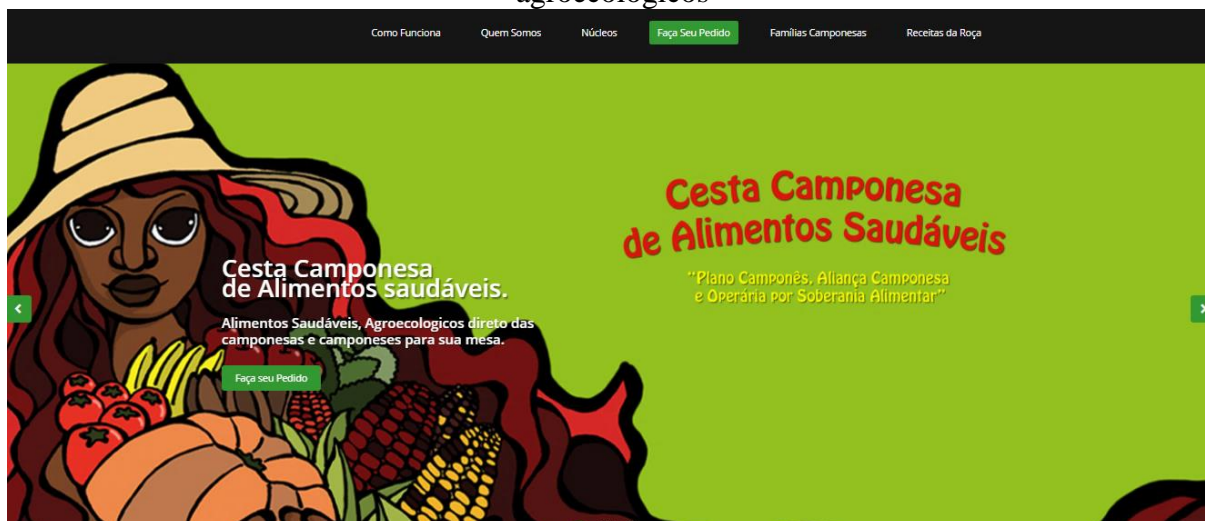 agroecológicos
Como Funciona Quem Somos Núcleos Faça Seu Pedido Famílias Camponesas Receitas da Roça
Cesta Camponesa
de Alimentos Saudáveis
"Plano Camponês, Aliança Camponesa
e Operária por Soberania Alimentar"
Cesta Camponesa
de Alimentos saudáveis.
Alimentos Saudáveis, Agroecologicos direto das
camponesas e camponeses para sua mesa.
Faça seu Pedido